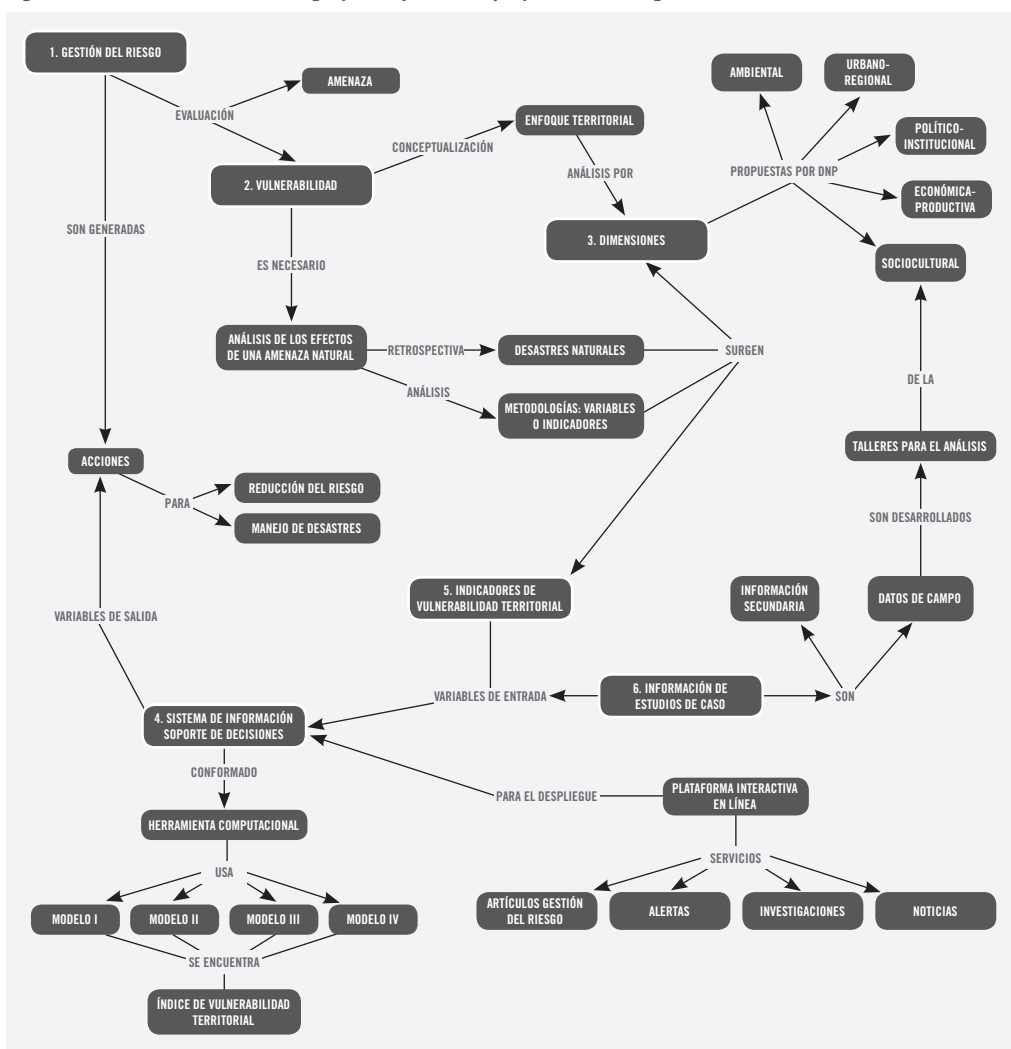 1. GESTIÓN DEL RIESGO
AMENAZA
EVALUACIÓN
2. VULNERABILIDAD
CONCEPTUALIZACIÓN
ENFOQUE TERRITORIAL
ANÁLISIS POR
3. DIMENSIONES
AMBIENTAL
URBANO-
REGIONAL
POLÍTICO-
INSTITUCIONAL
PROPUESTAS POR DNP
ECONÓMICA-
PRODUCTIVA
SOCIOCULTURAL
SON GENERADAS
ES NECESARIO
ANÁLISIS DE LOS EFECTOS
DE UNA AMENAZA NATURAL
RETROSPECTIVA
DESASTRES NATURALES
SURGEN
ANÁLISIS
METODOLOGÍAS: VARIABLES
O INDICADORES
DE LA
TALLERES PARA EL ANÁLISIS
ACCIONES
PARA
REDUCCIÓN DEL RIESGO
MANEJO DE DESASTRES
SON DESARROLLADOS
5. INDICADORES DE
VULNERABILIDAD TERRITORIAL
INFORMACIÓN
SECUNDARIA
DATOS DE CAMPO
VARIABLES DE SALIDA
VARIABLES DE ENTRADA
6. INFORMACIÓN DE
ESTUDIOS DE CASO
SON
4. SISTEMA DE INFORMACIÓN
SOPORTE DE DECISIONES
CONFORMADO
PARA EL DESPLIEGUE
PLATAFORMA INTERACTIVA
EN LÍNEA
HERRAMIENTA COMPUTACIONAL
SERVICIOS
USA
ARTÍCULOS GESTIÓN
DEL RIESGO
ALERTAS
INVESTIGACIONES
NOTICIAS
MODELO I
MODELO II
MODELO III
MODELO IV
SE ENCUENTRA
ÍNDICE DE VULNERABILIDAD
TERRITORIAL